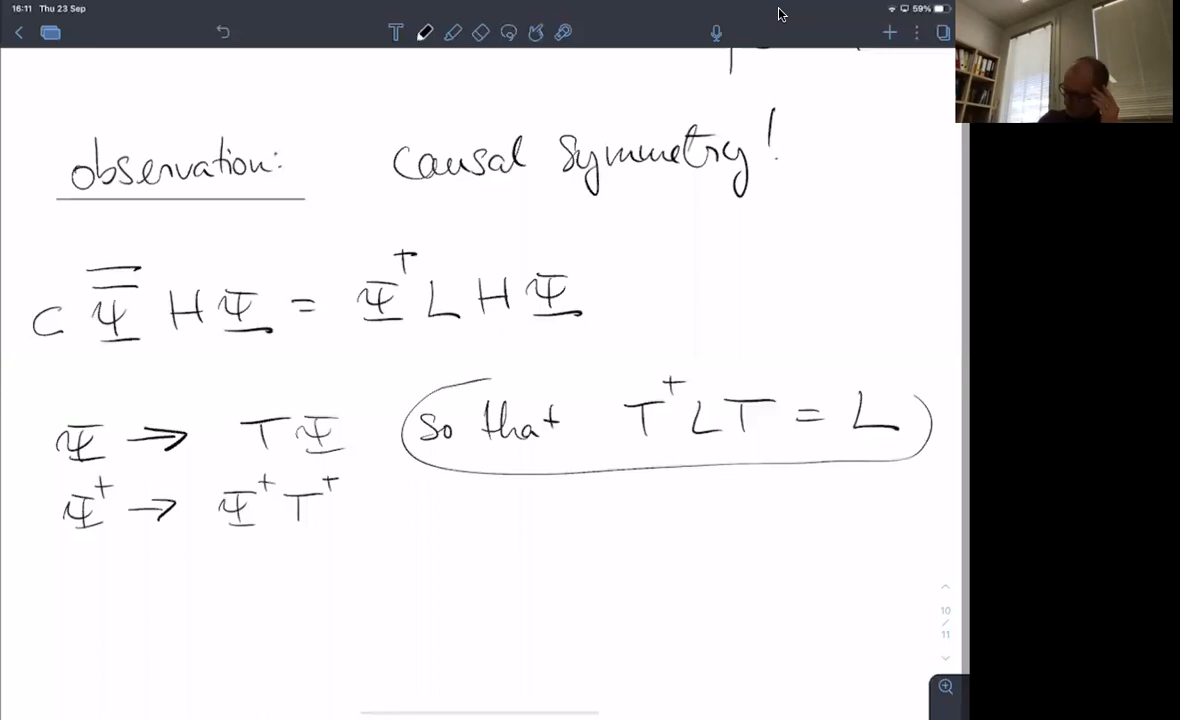 16:11 Thu 23 Sep
59%
observation: causal symmetry!
c Ψ̿ H Ψ = Ψ† L H Ψ
Ψ → T Ψ so that T† L T = L
Ψ† → Ψ† T†
10
/
11